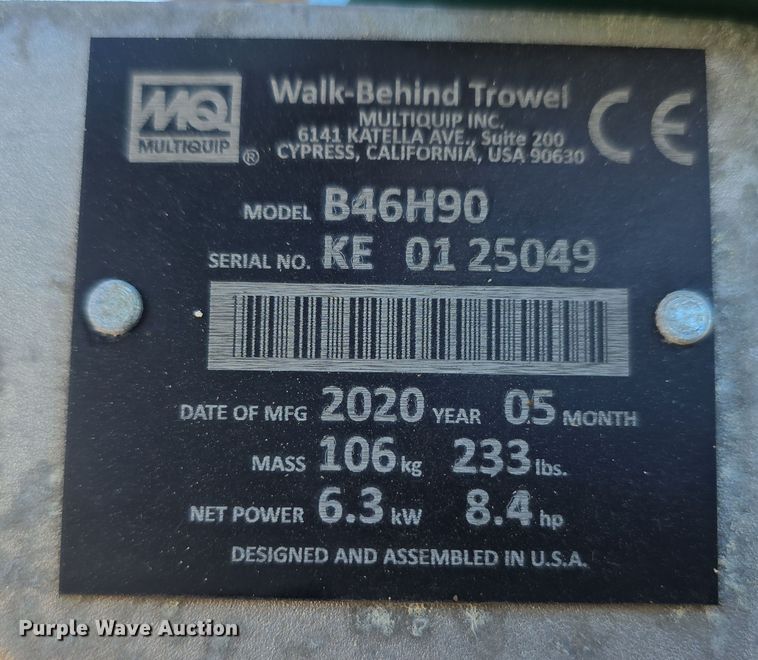 MQ
MULTIQUIP
®
Walk-Behind Trowel
MULTIQUIP INC.
6141 KATELLA AVE., Suite 200
CYPRESS, CALIFORNIA, USA 90630
CE
MODEL B46H90
SERIAL NO. KE 01 25049
DATE OF MFG 2020 YEAR 05 MONTH
MASS 106 kg 233 lbs.
NET POWER 6.3 kW 8.4 hp
DESIGNED AND ASSEMBLED IN U.S.A.
Purple Wave Auction